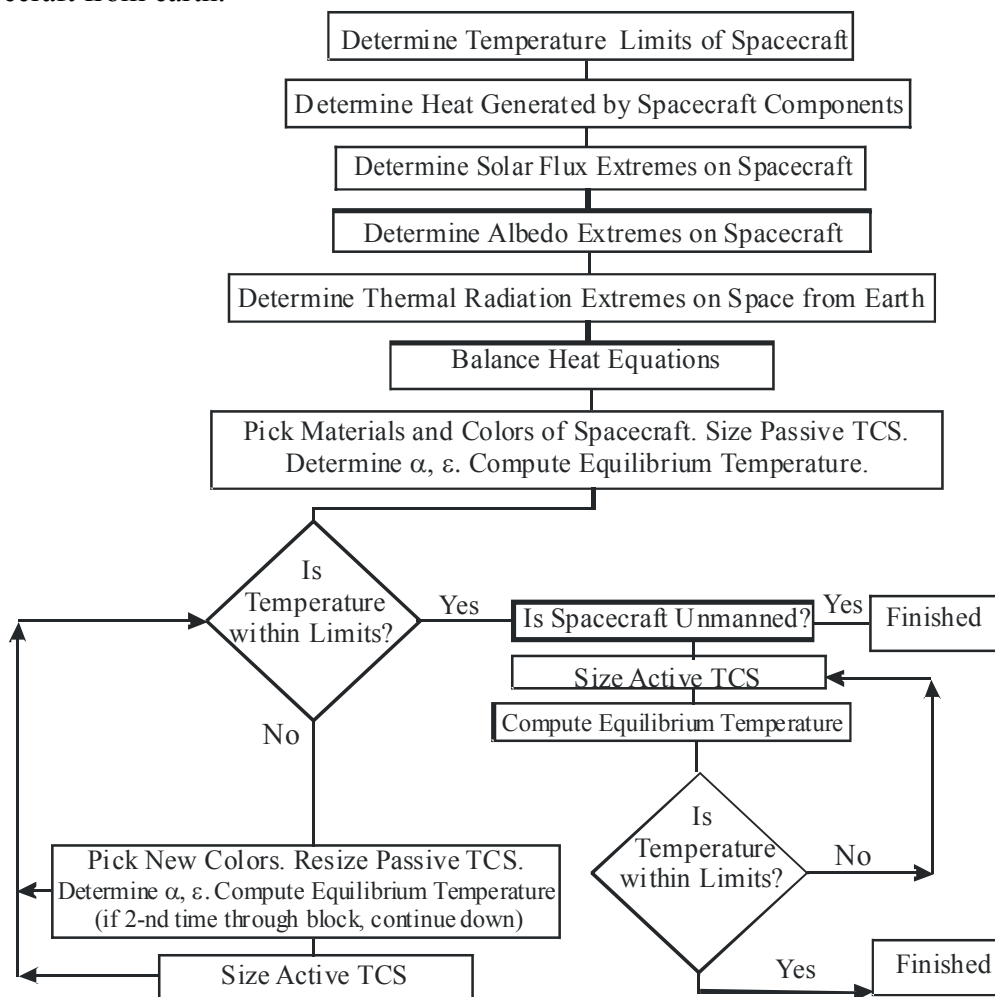 Determine Temperature Limits of Spacecraft
Determine Heat Generated by Spacecraft Components
Determine Solar Flux Extremes on Spacecraft
Determine Albedo Extremes on Spacecraft
Determine Thermal Radiation Extremes on Space from Earth
Balance Heat Equations
Pick Materials and Colors of Spacecraft. Size Passive TCS.
Determine α, ε. Compute Equilibrium Temperature.
Is
Temperature
within Limits?
Yes
Is Spacecraft Unmanned?
Yes
Finished
Size Active TCS
Compute Equilibrium Temperature
No
Is
Temperature
within Limits?
No
Pick New Colors. Resize Passive TCS.
Determine α, ε. Compute Equilibrium Temperature
(if 2-nd time through block, continue down)
Size Active TCS
Yes
Finished